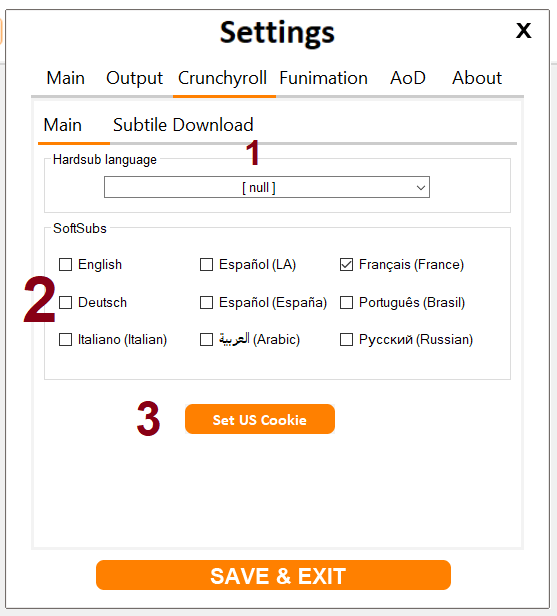 Settings
X
Main Output Crunchyroll Funimation AoD About
Main Subtile Download
1
Hardsub language
[ null ]
SoftSubs
English Español (LA) Français (France)
2
Deutsch Español (España) Português (Brasil)
Italiano (Italian) العربية (Arabic) Русский (Russian)
3
Set US Cookie
SAVE & EXIT